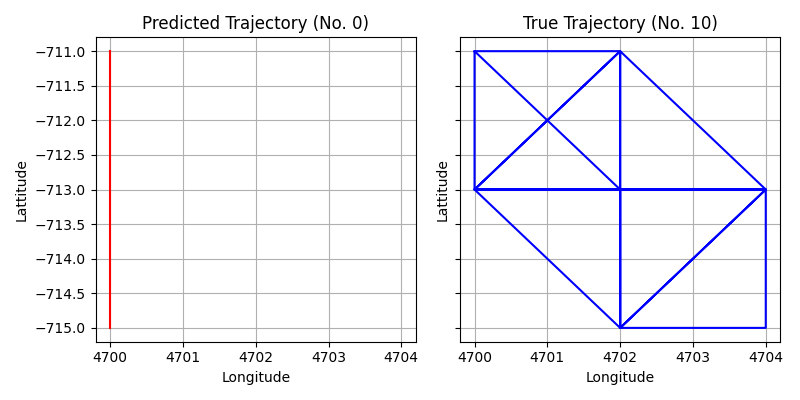 Predicted Trajectory (No. 0)
True Trajectory (No. 10)
−711.0
−711.5
−712.0
−712.5
−713.0
−713.5
−714.0
−714.5
−715.0
Lattitude
Lattitude
4700 4701 4702 4703 4704
4700 4701 4702 4703 4704
Longitude
Longitude